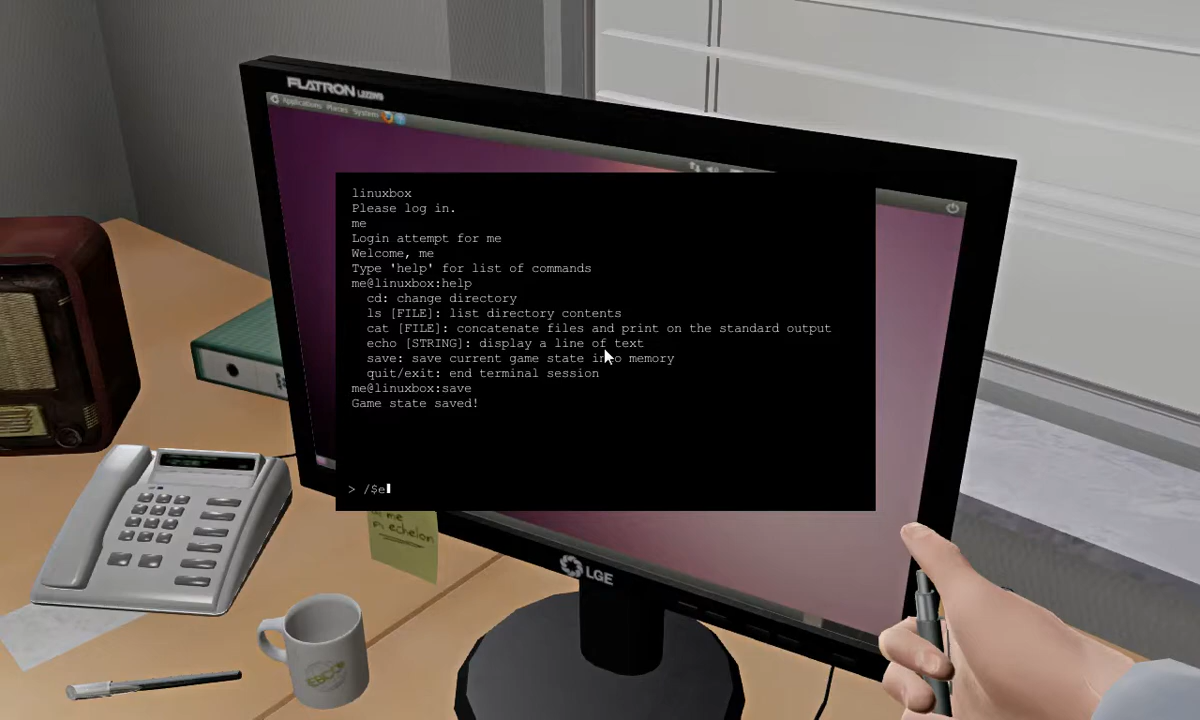 FLATRON
Applications Places System
linuxbox
Please log in.
me
Login attempt for me
Welcome, me
Type 'help' for list of commands
me@linuxbox:help
cd: change directory
ls [FILE]: list directory contents
cat [FILE]: concatenate files and print on the standard output
echo [STRING]: display a line of text
save: save current game state into memory
quit/exit: end terminal session
me@linuxbox:save
Game state saved!
> /$e
me
echelon
LGE